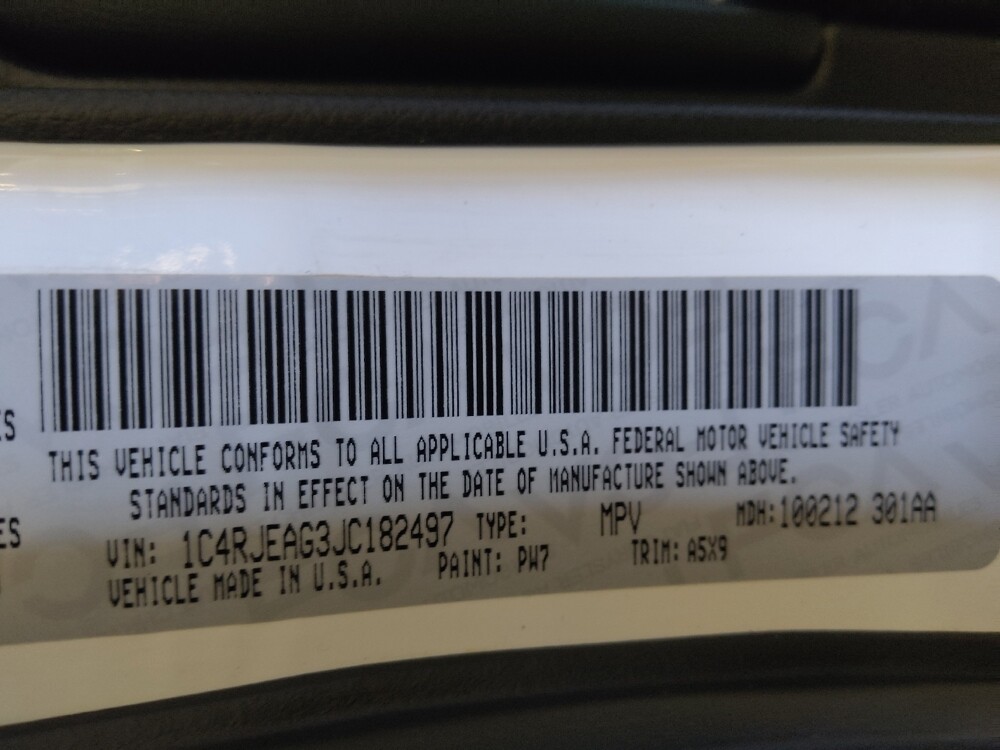 THIS VEHICLE CONFORMS TO ALL APPLICABLE U.S.A. FEDERAL MOTOR VEHICLE SAFETY
STANDARDS IN EFFECT ON THE DATE OF MANUFACTURE SHOWN ABOVE.
VIN: 1C4RJEAG3JC182497 TYPE: MPV MDH:100212 301AA
VEHICLE MADE IN U.S.A. PAINT: PW7 TRIM: A5X9